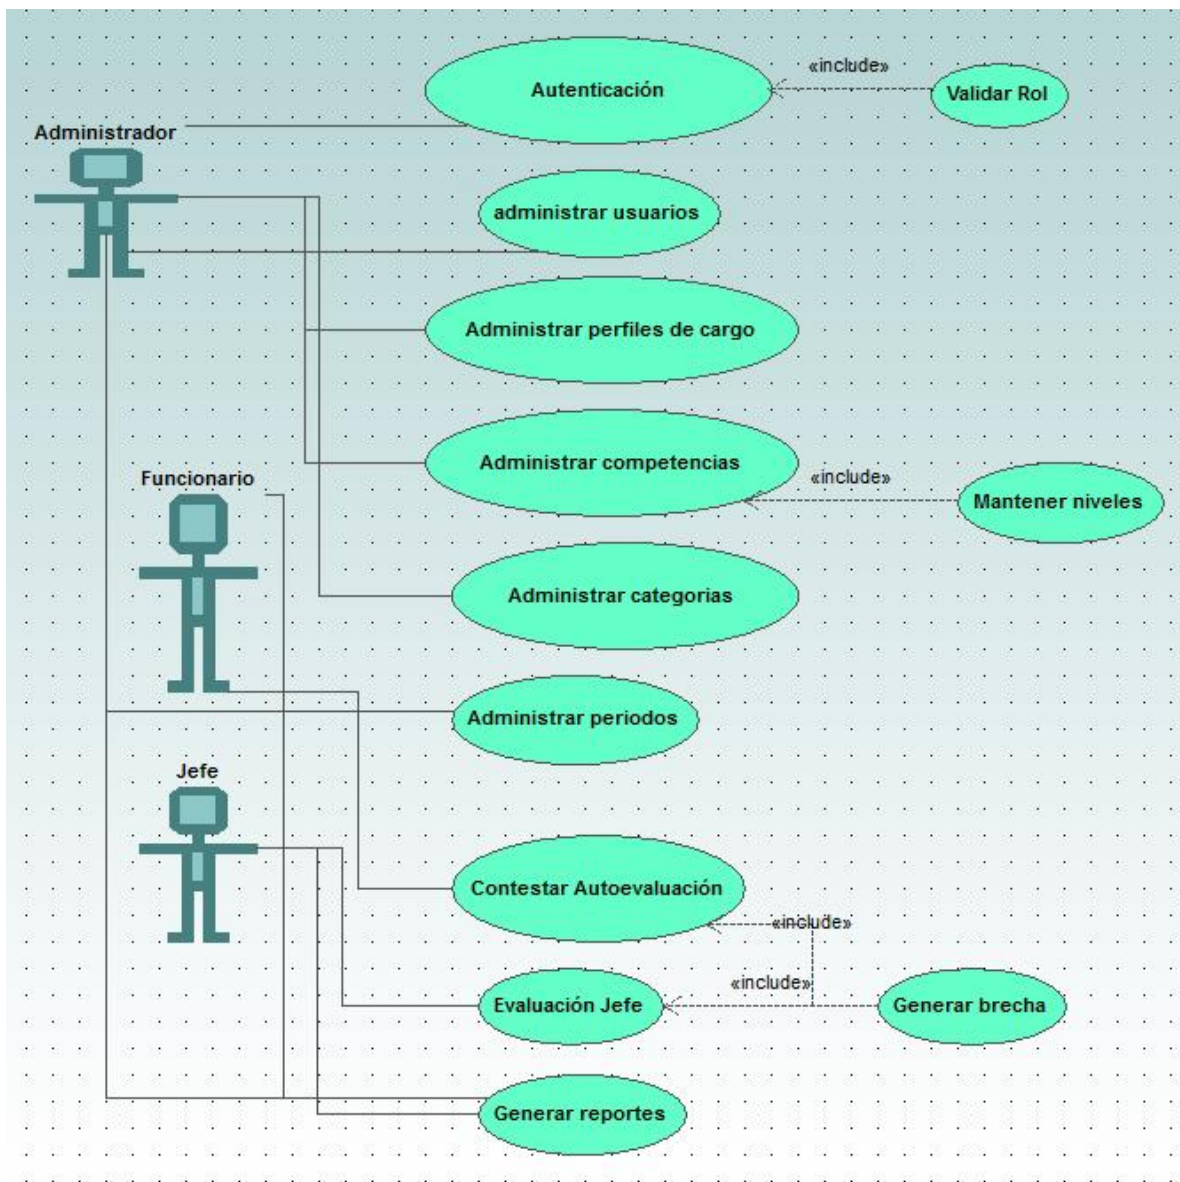 Autenticación
«include»
Validar Rol
Administrador
administrar usuarios
Administrar perfiles de cargo
Administrar competencias
«include»
Mantener niveles
Funcionario
Administrar categorias
Administrar periodos
Jefe
Contestar Autoevaluación
«include»
«include»
Evaluación Jefe
Generar brecha
Generar reportes